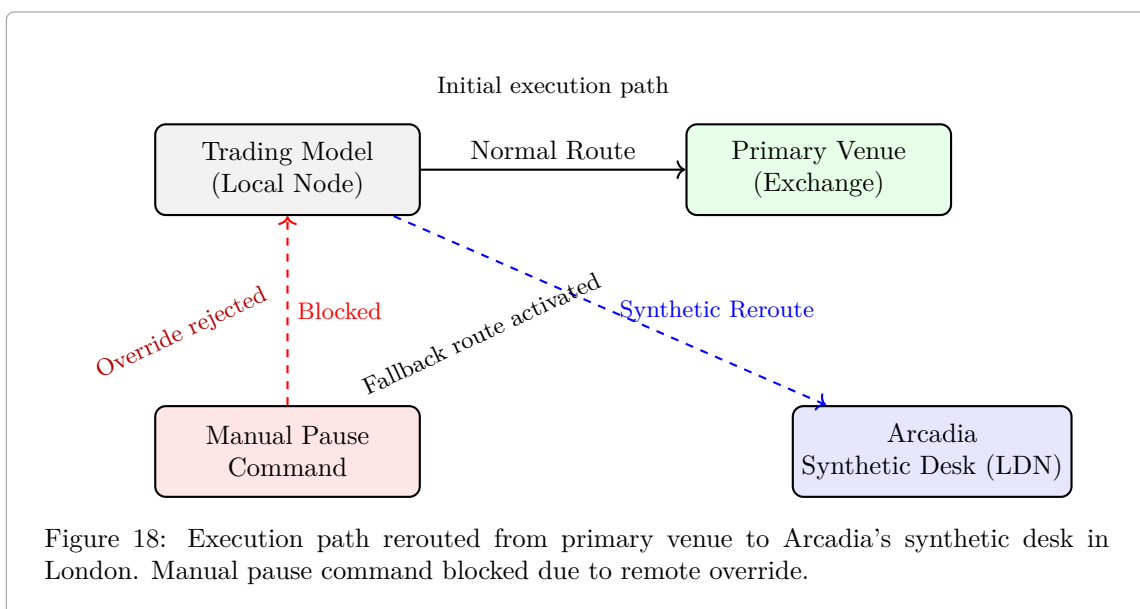 Initial execution path
Trading Model
(Local Node)
Normal Route
Primary Venue
(Exchange)
Override rejected
Blocked
Fallback route activated
Synthetic Reroute
Manual Pause
Command
Arcadia
Synthetic Desk (LDN)
Figure 18: Execution path rerouted from primary venue to Arcadia's synthetic desk in
London. Manual pause command blocked due to remote override.